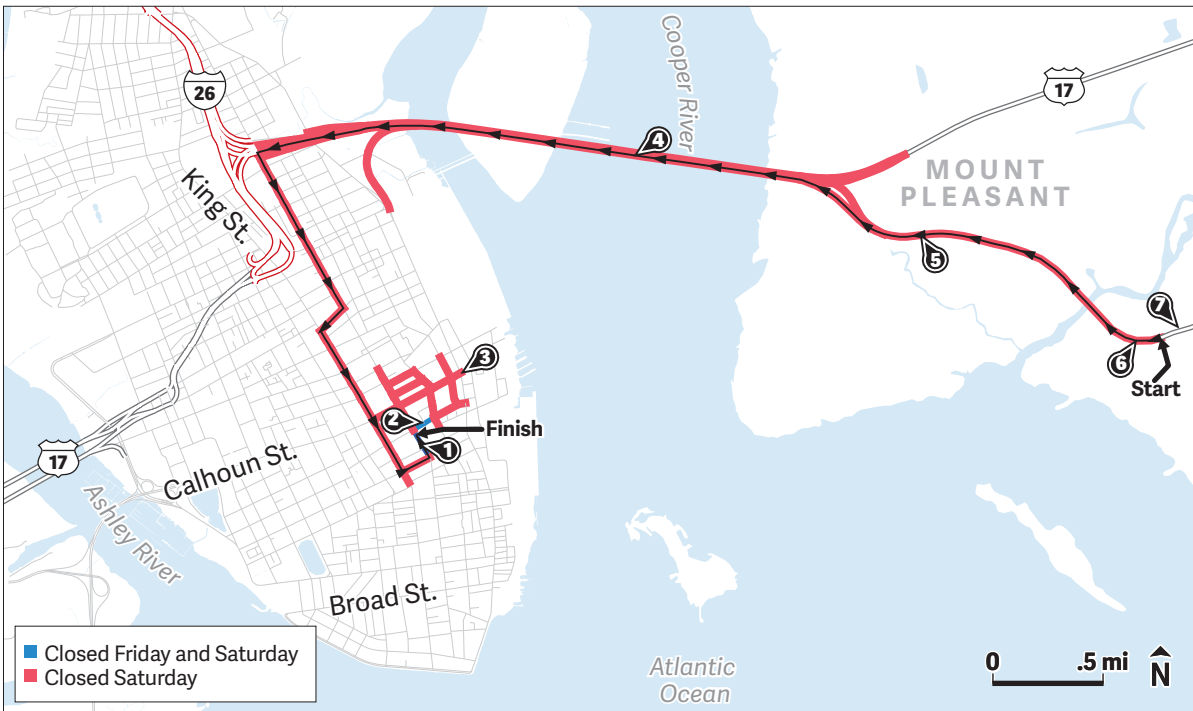 Cooper River
17
26
4
MOUNT
PLEASANT
King St.
5
7
3
6
Start
2
Finish
1
17
Calhoun St.
Ashley River
Broad St.
Closed Friday and Saturday
Closed Saturday
Atlantic
Ocean
0 .5 mi
N